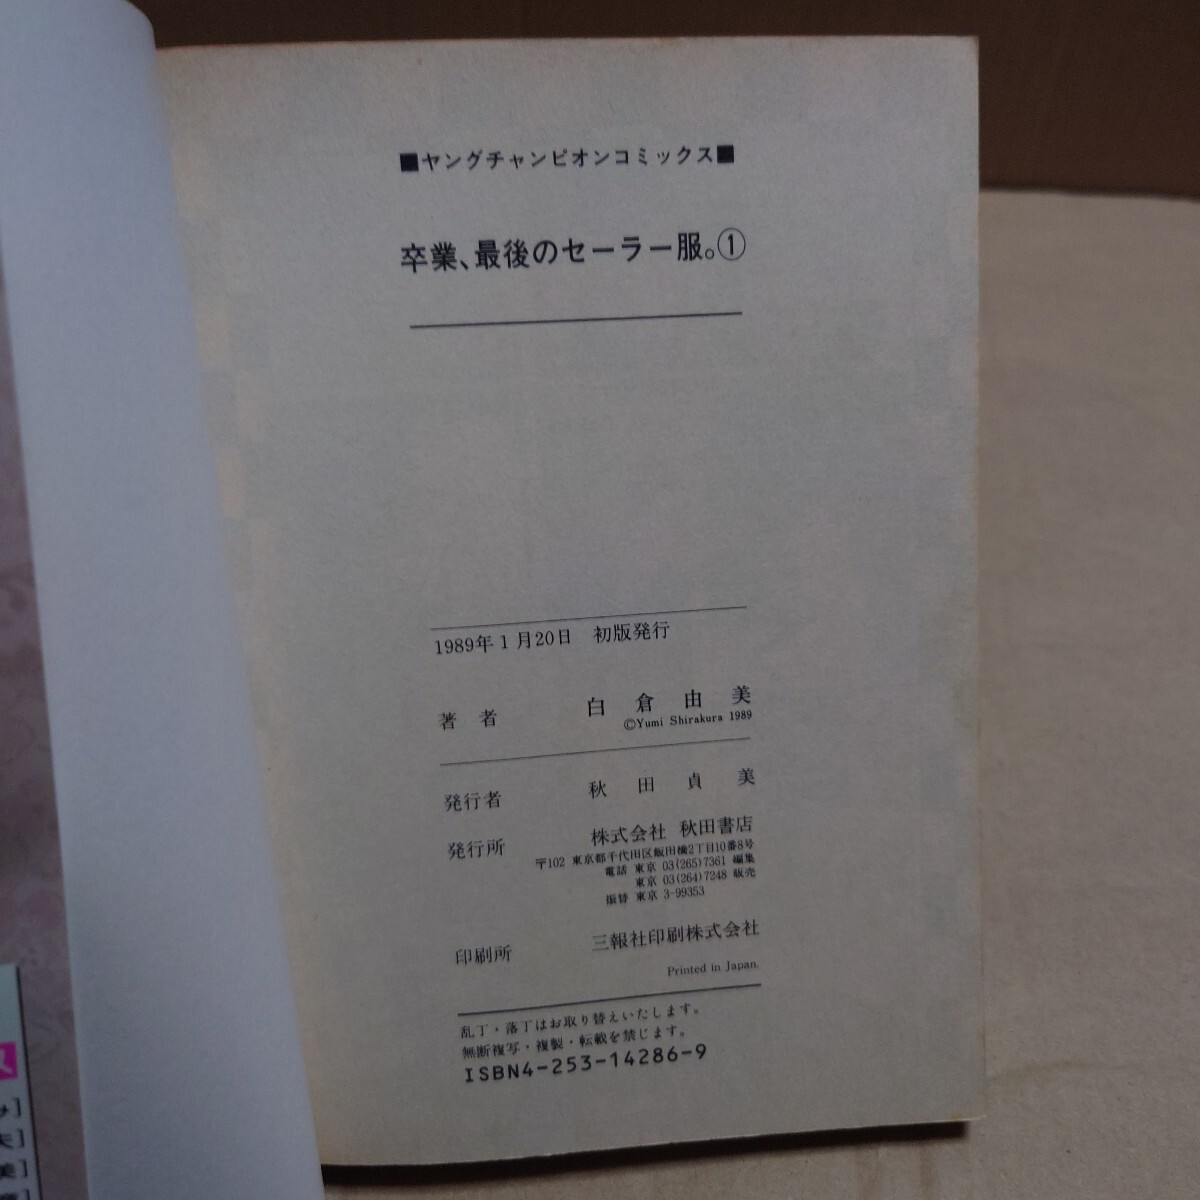 ■ヤングチャンピオンコミックス■
卒業、最後のセーラー服。①
1989年1月20日 初版発行
著者 白倉由美
©Yumi Shirakura 1989
発行者 秋田貞美
発行所 株式会社 秋田書店
〒102 東京都千代田区飯田橋2丁目10番8号
電話 東京 03(265)7361 編集
東京 03(264)7248 販売
振替 東京 3-99353
印刷所 三報社印刷株式会社
Printed in Japan.
乱丁・落丁はお取り替えいたします。
無断複写・複製・転載を禁じます。
ISBN4-253-14286-9
夫]
美]